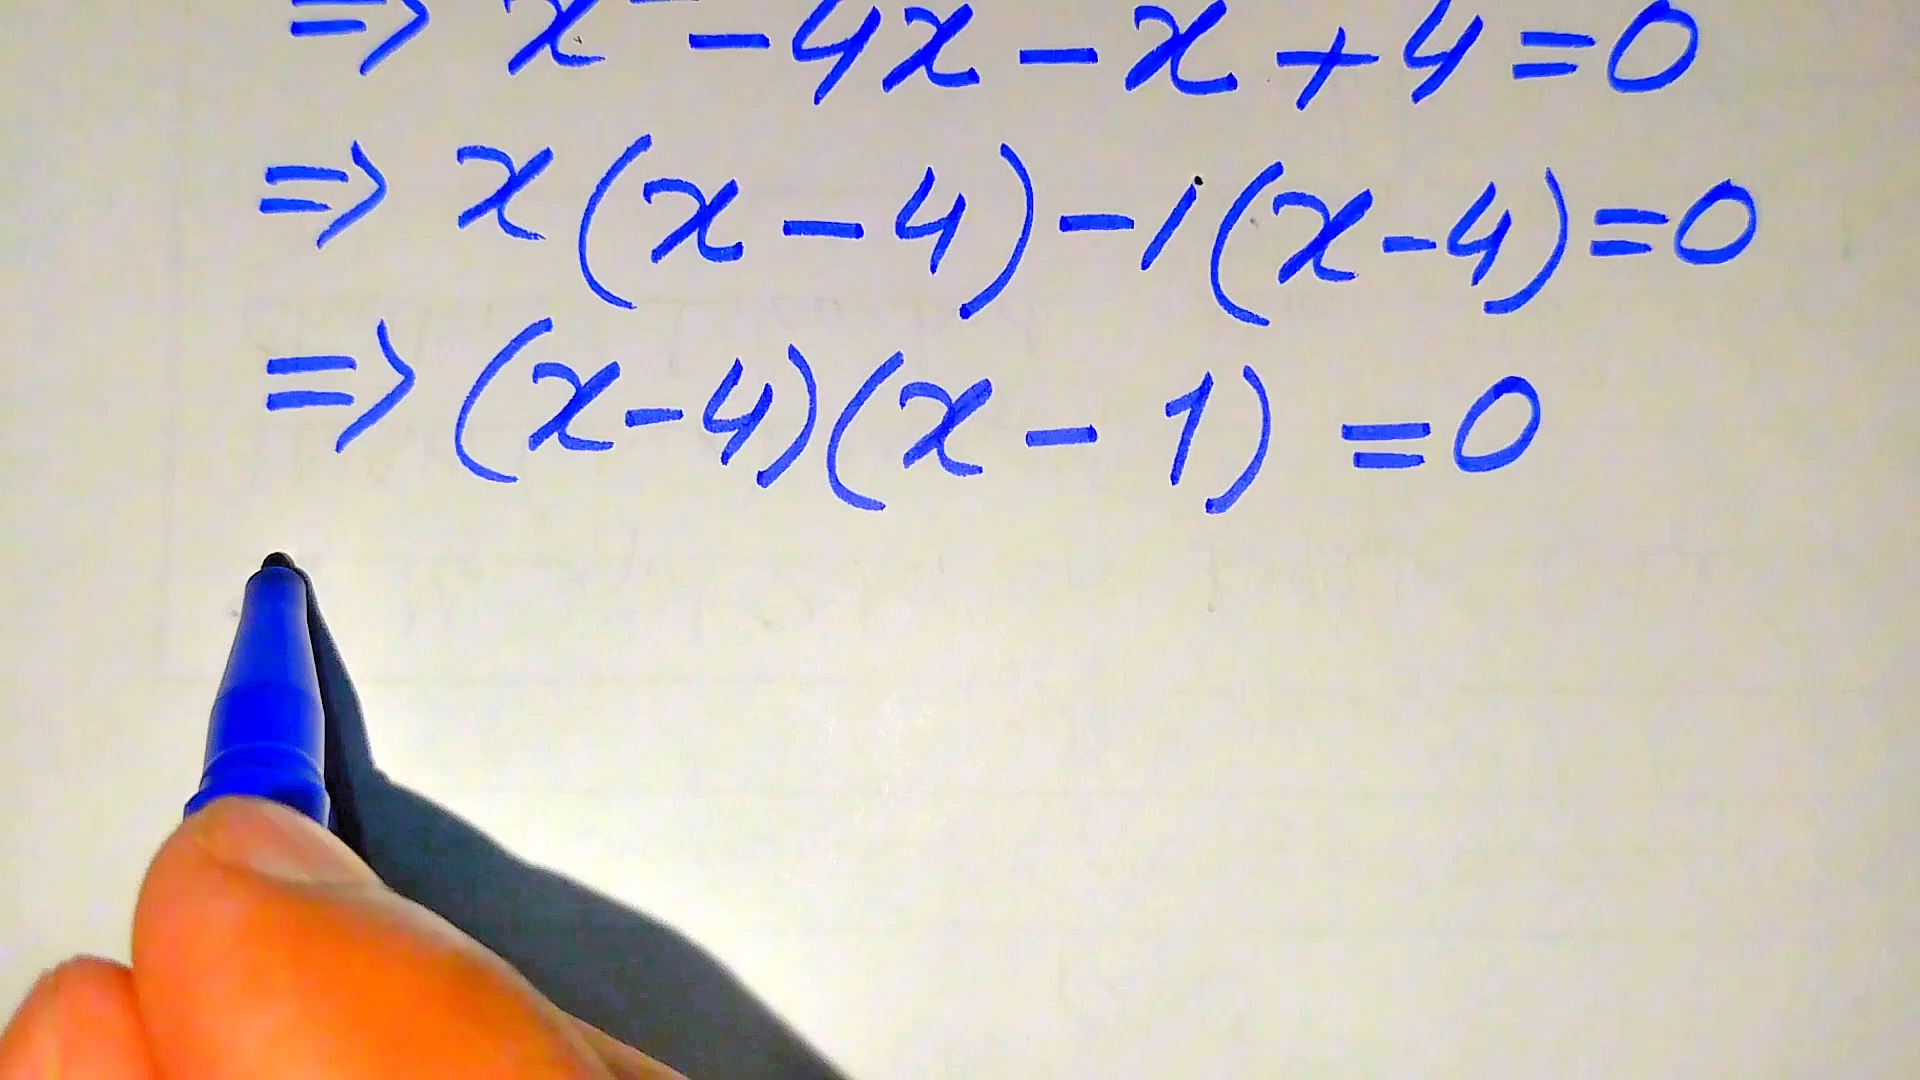 => x² - 4x - x + 4 = 0
=> x(x - 4) - 1(x - 4) = 0
=> (x - 4)(x - 1) = 0